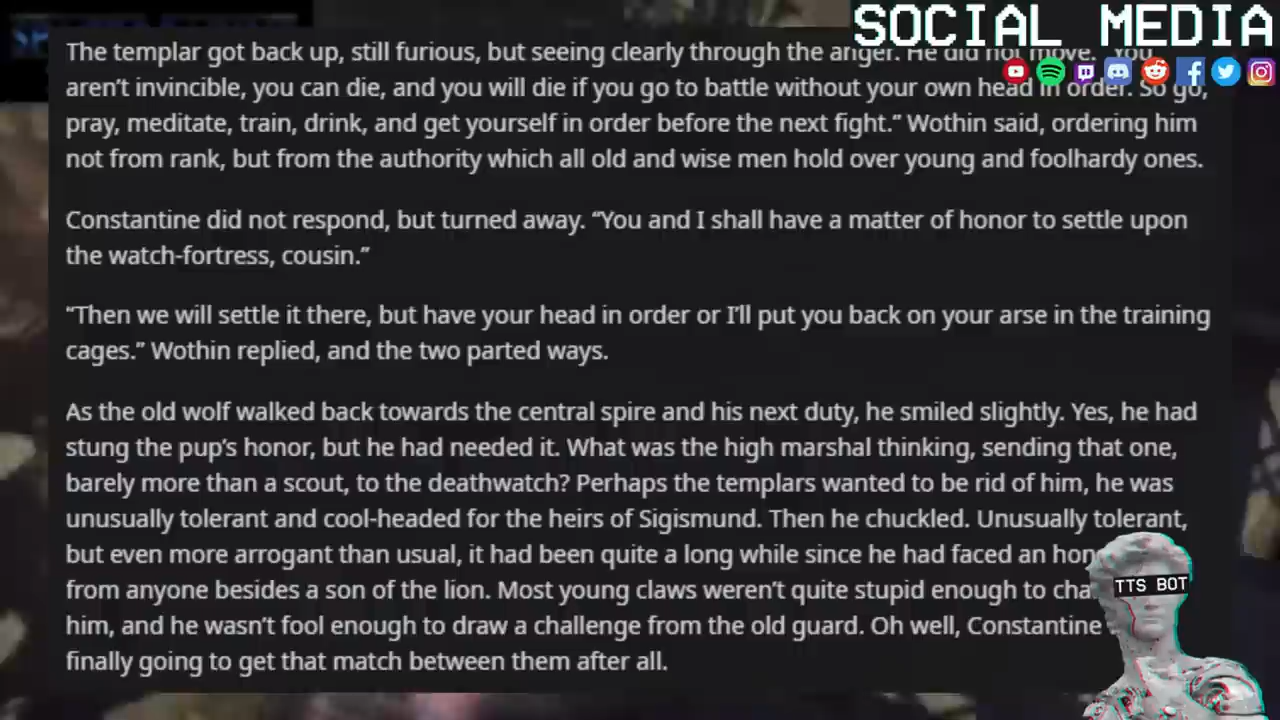 SOCIAL MEDIA
The templar got back up, still furious, but seeing clearly through the anger. He did not move. “You
aren’t invincible, you can die, and you will die if you go to battle without your own head in order. So go,
pray, meditate, train, drink, and get yourself in order before the next fight.” Wothin said, ordering him
not from rank, but from the authority which all old and wise men hold over young and foolhardy ones.
Constantine did not respond, but turned away. “You and I shall have a matter of honor to settle upon
the watch-fortress, cousin.”
“Then we will settle it there, but have your head in order or I’ll put you back on your arse in the training
cages.” Wothin replied, and the two parted ways.
As the old wolf walked back towards the central spire and his next duty, he smiled slightly. Yes, he had
stung the pup’s honor, but he had needed it. What was the high marshal thinking, sending that one,
barely more than a scout, to the deathwatch? Perhaps the templars wanted to be rid of him, he was
unusually tolerant and cool-headed for the heirs of Sigismund. Then he chuckled. Unusually tolerant,
but even more arrogant than usual, it had been quite a long while since he had faced an
from anyone besides a son of the lion. Most young claws weren’t quite stupid enough to
him, and he wasn’t fool enough to draw a challenge from the old guard. Oh well, Constantine
finally going to get that match between them after all.
TTS BOT